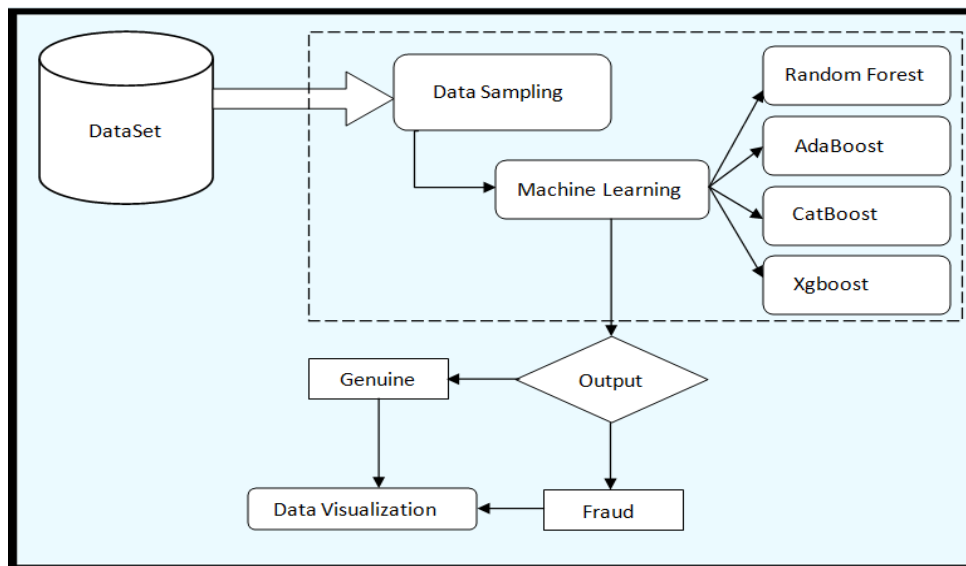 DataSet
Data Sampling
Machine Learning
Random Forest
AdaBoost
CatBoost
Xgboost
Output
Genuine
Fraud
Data Visualization